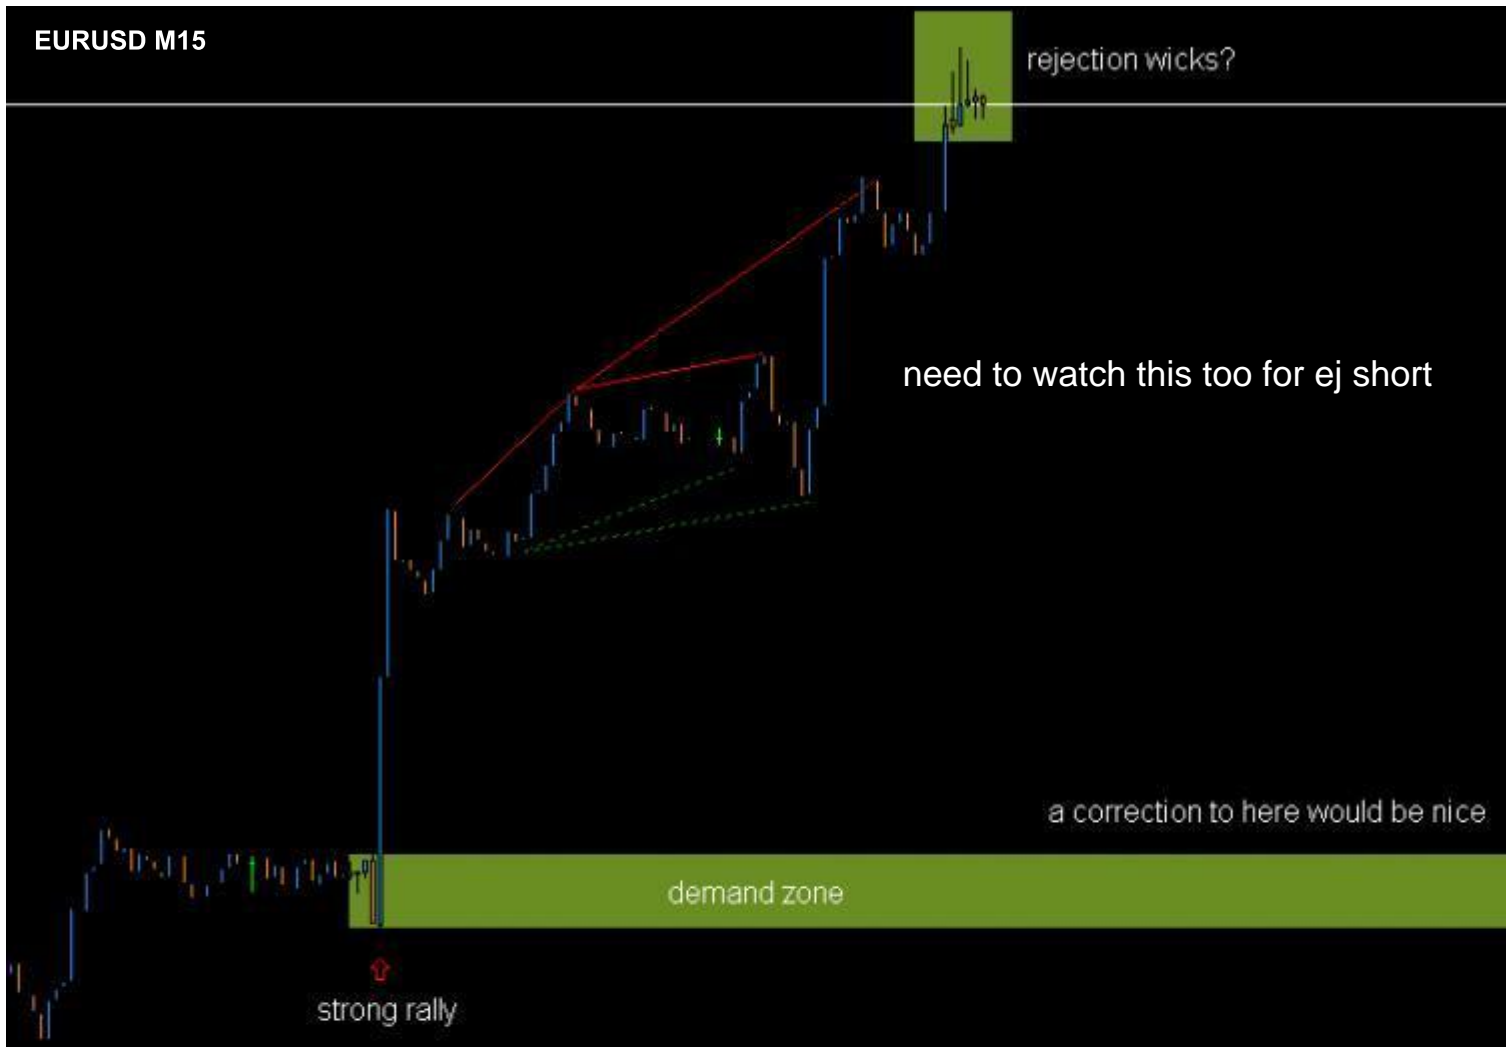 EURUSD M15
rejection wicks?
need to watch this too for ej short
a correction to here would be nice
demand zone
strong rally